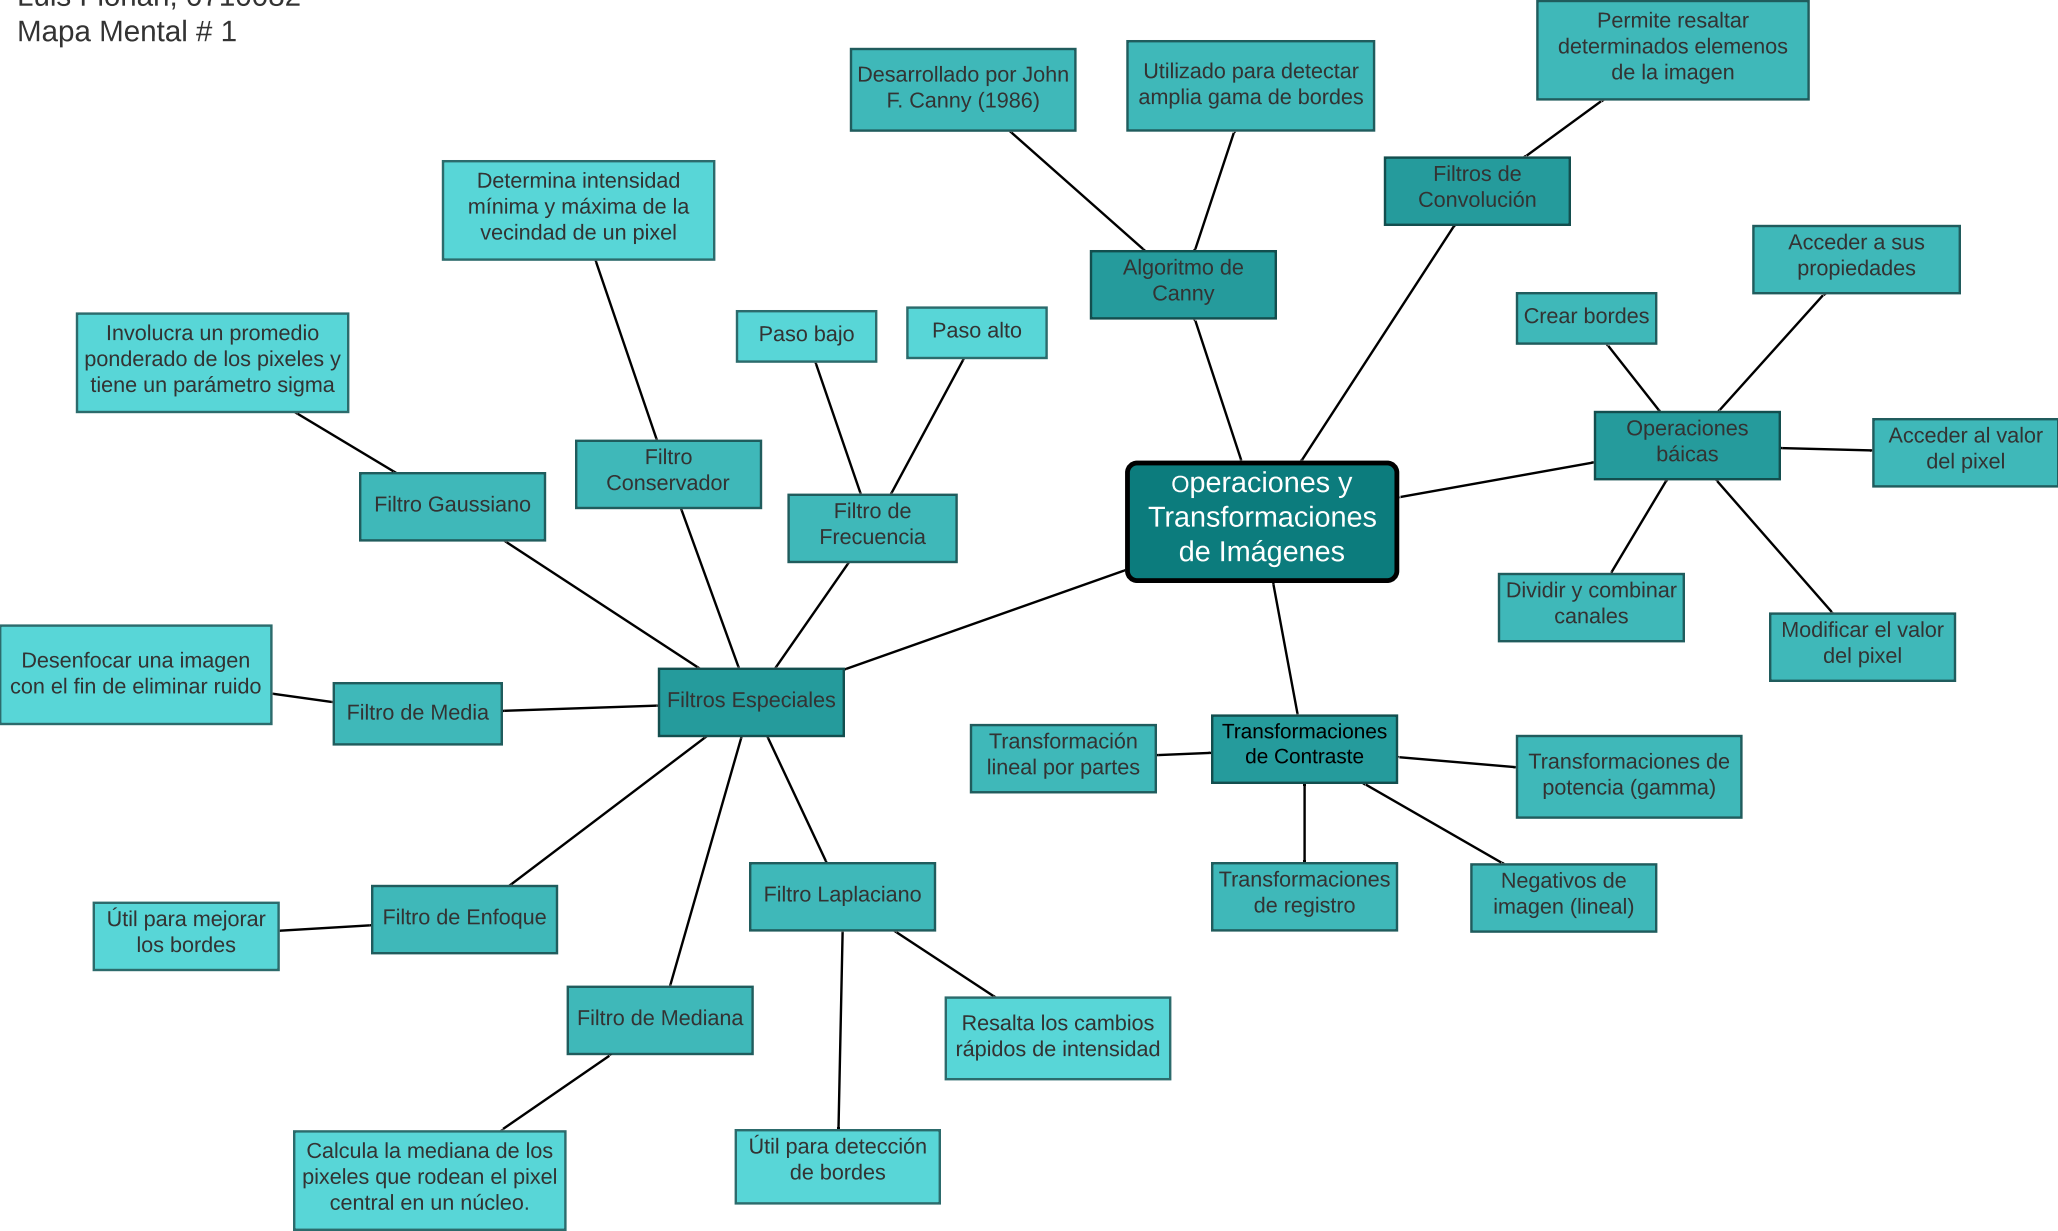 Mapa Mental # 1
Permite resaltar
determinados elemenos
de la imagen
Desarrollado por John
F. Canny (1986)
Utilizado para detectar
amplia gama de bordes
Filtros de
Convolución
Determina intensidad
mínima y máxima de la
vecindad de un pixel
Algoritmo de
Canny
Acceder a sus
propiedades
Crear bordes
Involucra un promedio
ponderado de los pixeles y
tiene un parámetro sigma
Paso bajo
Paso alto
Operaciones
báicas
Acceder al valor
del pixel
Filtro
Conservador
Filtro Gaussiano
Filtro de
Frecuencia
Operaciones y
Transformaciones
de Imágenes
Dividir y combinar
canales
Modificar el valor
del pixel
Desenfocar una imagen
con el fin de eliminar ruido
Filtro de Media
Filtros Especiales
Transformación
lineal por partes
Transformaciones
de Contraste
Transformaciones de
potencia (gamma)
Transformaciones
de registro
Negativos de
imagen (lineal)
Útil para mejorar
los bordes
Filtro de Enfoque
Filtro Laplaciano
Filtro de Mediana
Resalta los cambios
rápidos de intensidad
Calcula la mediana de los
pixeles que rodean el pixel
central en un núcleo.
Útil para detección
de bordes